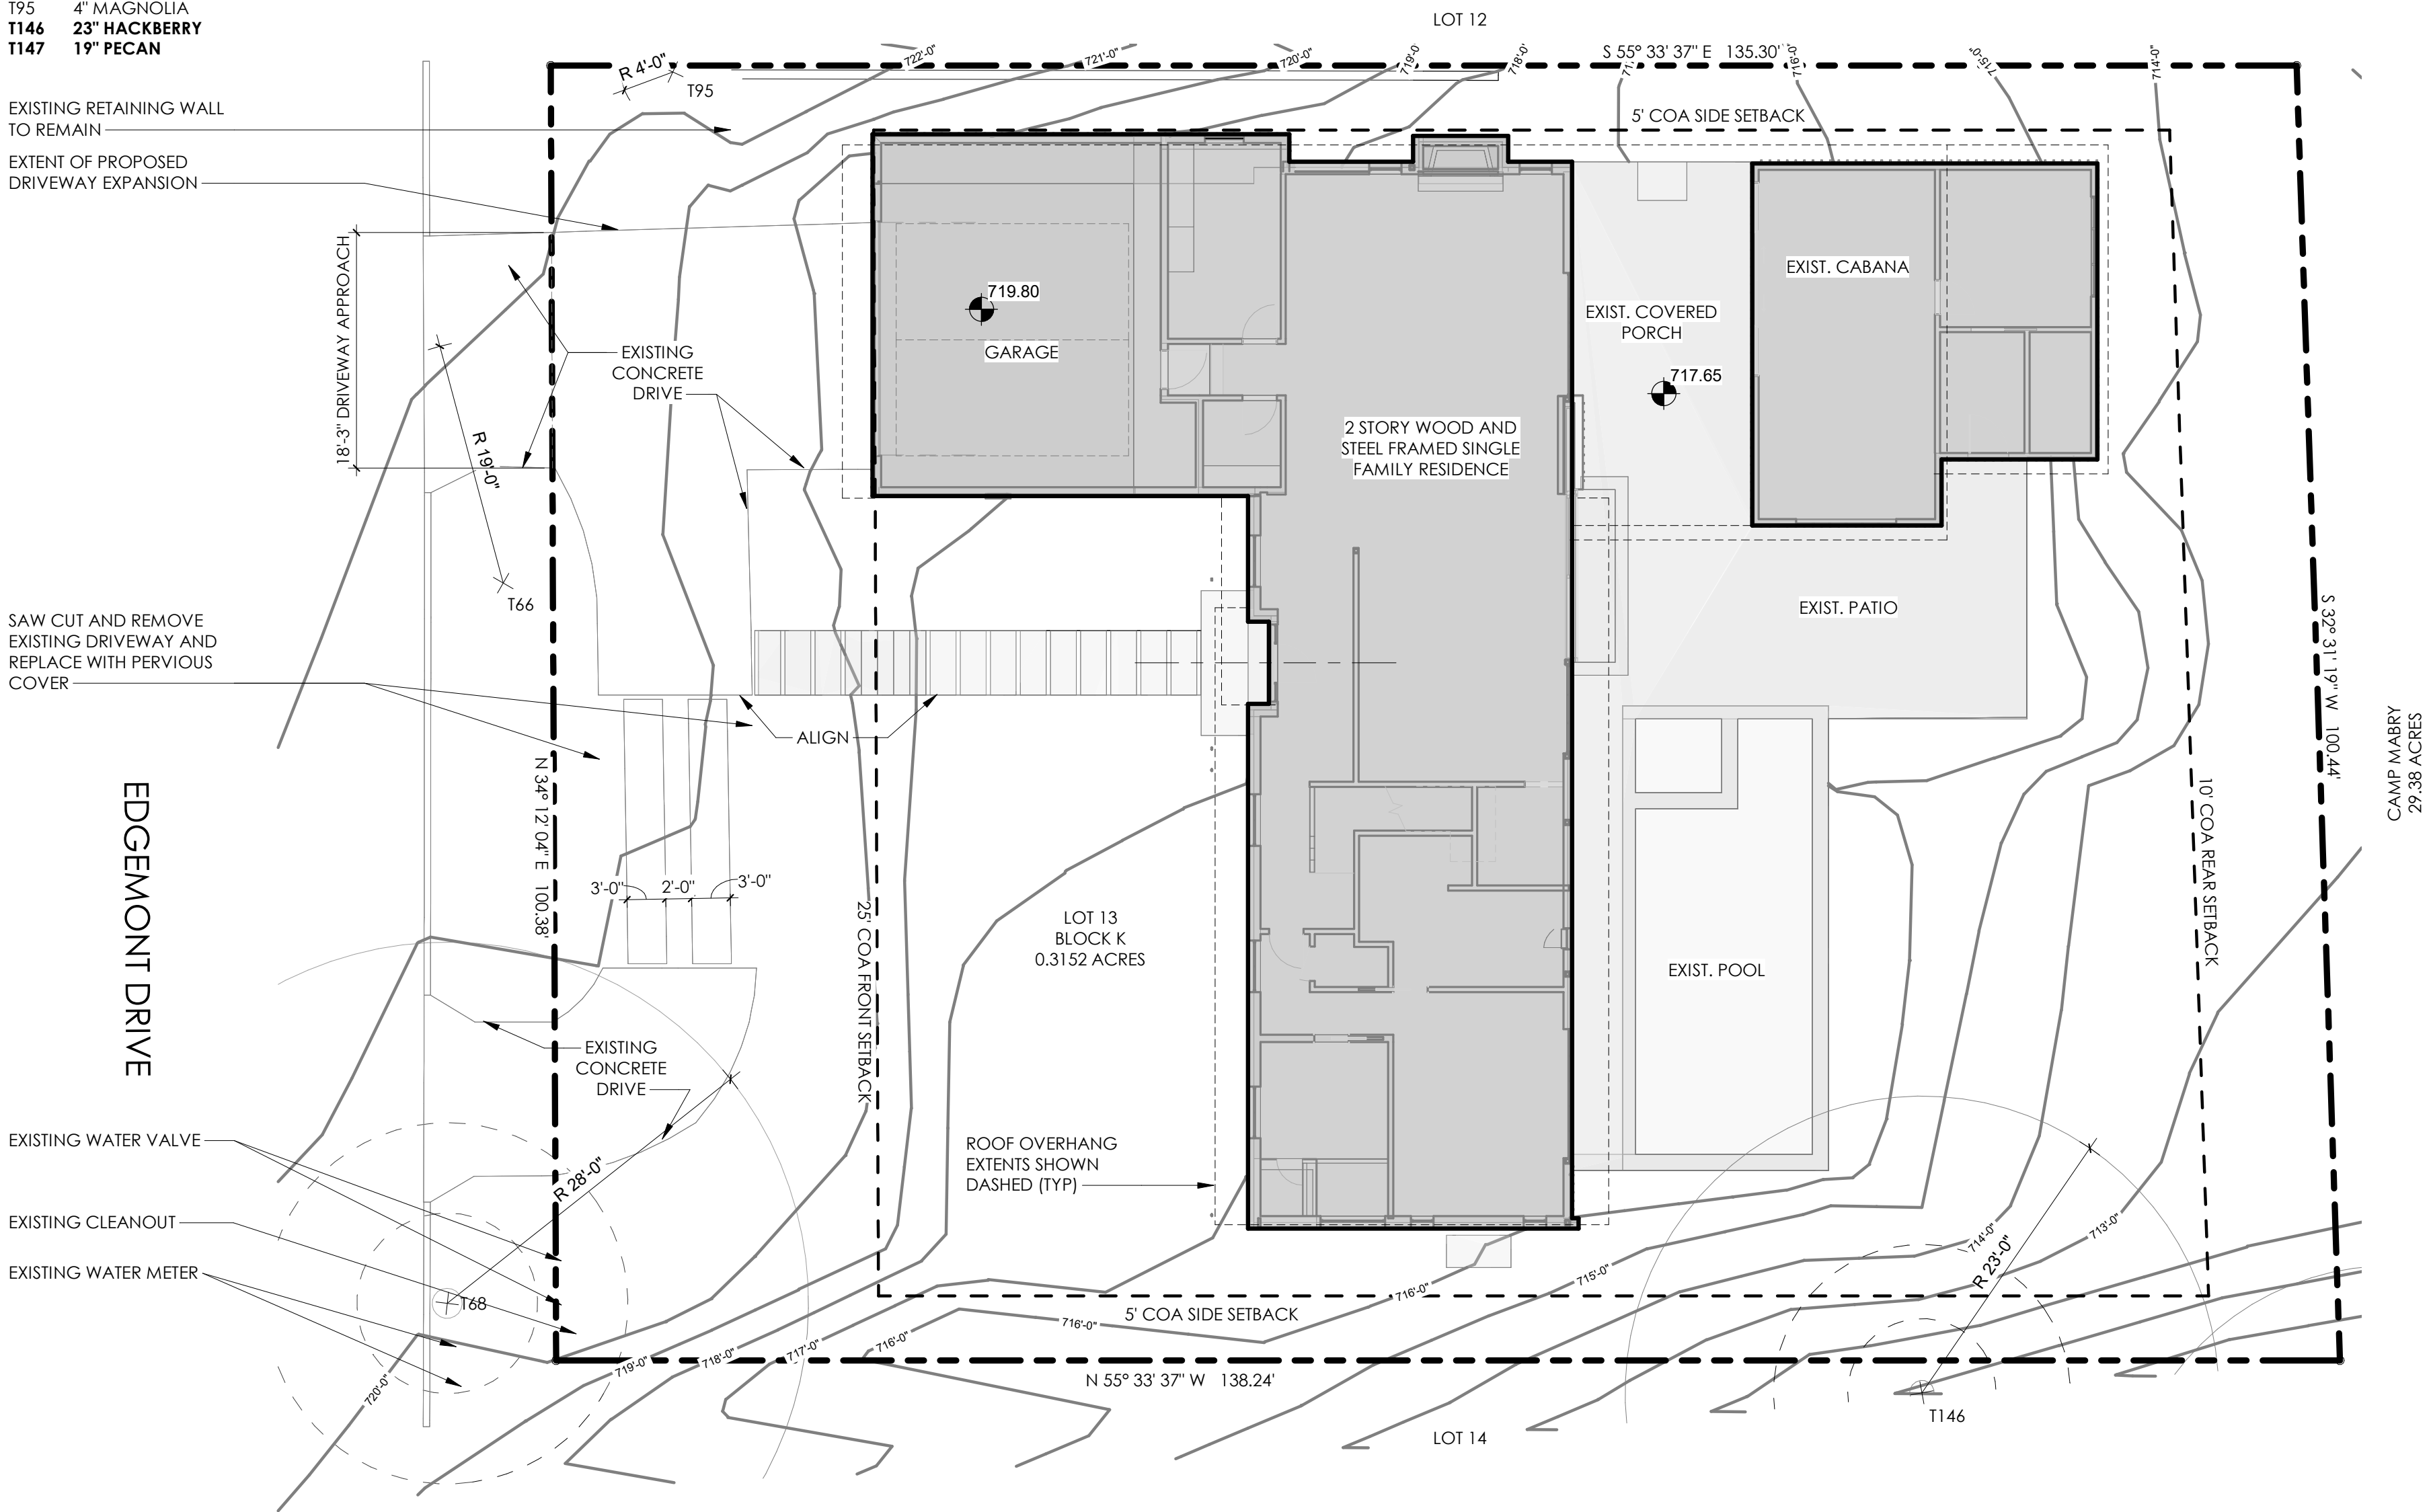 T95 4" MAGNOLIA
T146 23" HACKBERRY
T147 19" PECAN
LOT 12
S 55° 33' 37" E 135.30'
R 4'-0"
T95
722'-0"
721'-0"
720'-0"
719'-0
718'-0
716'-0
715'-0
714'-0
EXISTING RETAINING WALL
TO REMAIN
5' COA SIDE SETBACK
EXTENT OF PROPOSED
DRIVEWAY EXPANSION
18'-3" DRIVEWAY APPROACH
EXISTING
CONCRETE
DRIVE
719.80
GARAGE
EXIST. CABANA
EXIST. COVERED
PORCH
717.65
2 STORY WOOD AND
STEEL FRAMED SINGLE
FAMILY RESIDENCE
R 19'-0"
T66
EXIST. PATIO
S 32° 31' 19" W 100.44'
SAW CUT AND REMOVE
EXISTING DRIVEWAY AND
REPLACE WITH PERVIOUS
COVER
ALIGN
CAMP MABRY
29.38 ACRES
EDGEMONT DRIVE
N 34° 12' 04" E 100.38'
3'-0"
2'-0"
3'-0"
25' COA FRONT SETBACK
LOT 13
BLOCK K
0.3152 ACRES
EXIST. POOL
10' COA REAR SETBACK
EXISTING
CONCRETE
DRIVE
EXISTING WATER VALVE
ROOF OVERHANG
EXTENTS SHOWN
DASHED (TYP)
R 28'-0"
EXISTING CLEANOUT
EXISTING WATER METER
T68
R 23'-0"
714'-0"
713'-0"
715'-0"
716'-0"
5' COA SIDE SETBACK
716'-0"
716'-0"
717'-0"
718'-0"
719'-0"
720'-0"
N 55° 33' 37" W 138.24'
T146
LOT 14